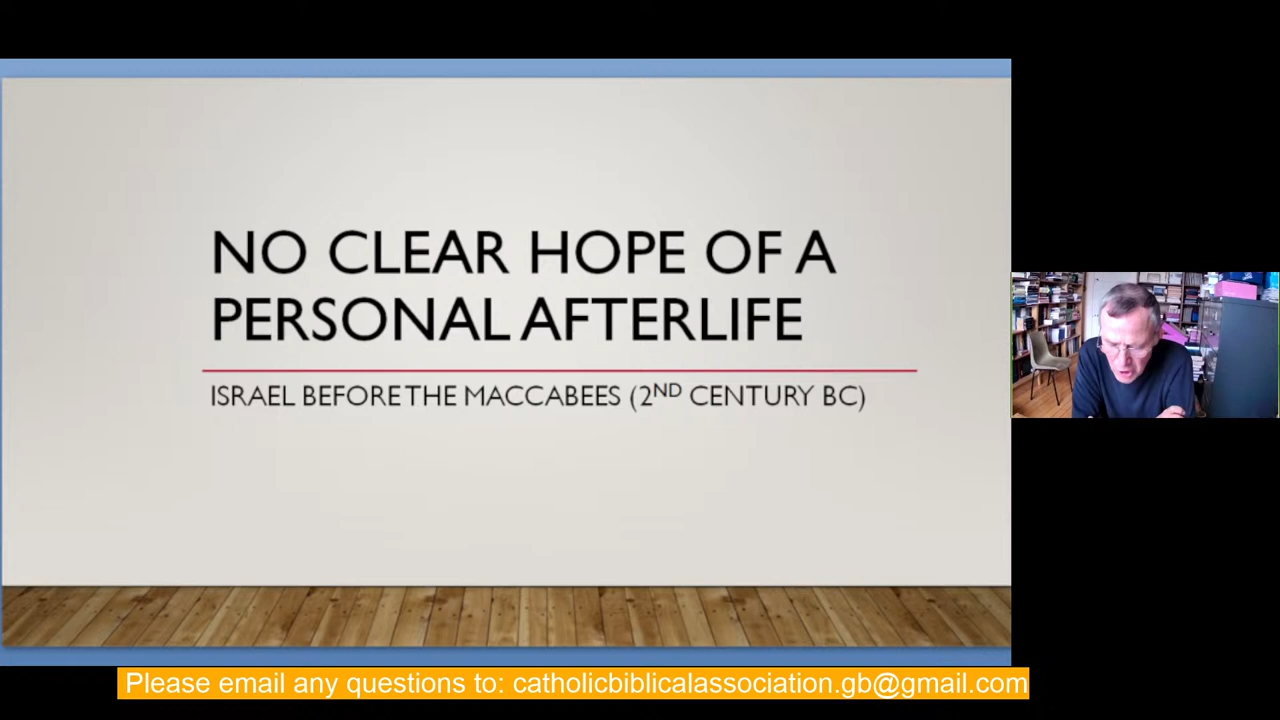 NO CLEAR HOPE OF A
PERSONAL AFTERLIFE
ISRAEL BEFORE THE MACCABEES (2ND CENTURY BC)
Please email any questions to: catholicbiblicalassociation.gb@gmail.com